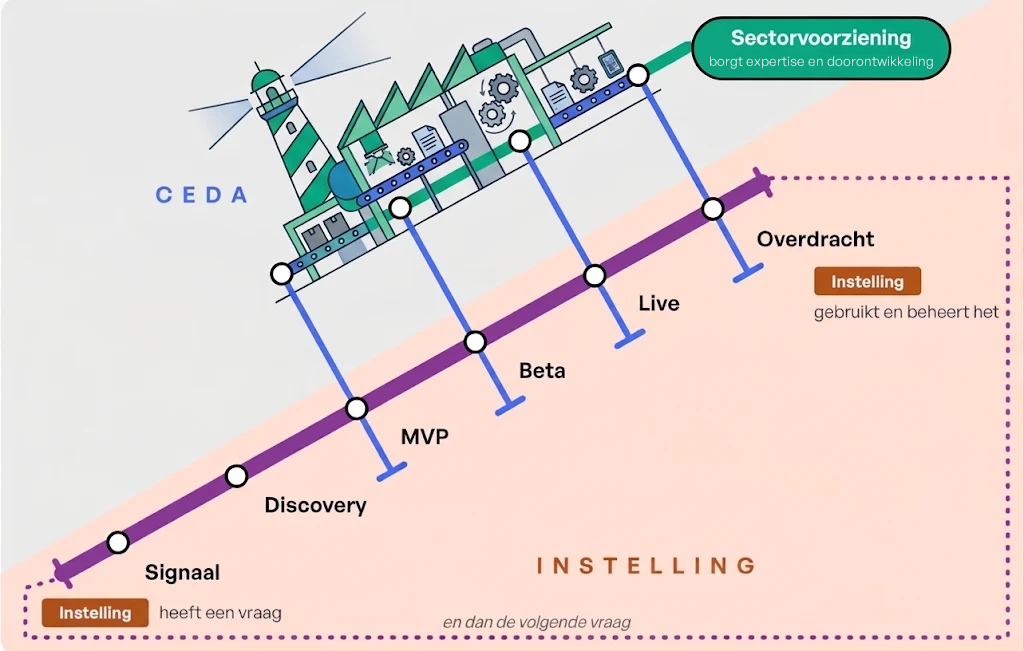 Sectorvoorziening
borgt expertise en doorontwikkeling
CEDA
Overdracht
Instelling
gebruikt en beheert het
Live
Beta
MVP
Discovery
INSTELLING
Signaal
Instelling heeft een vraag
en dan de volgende vraag